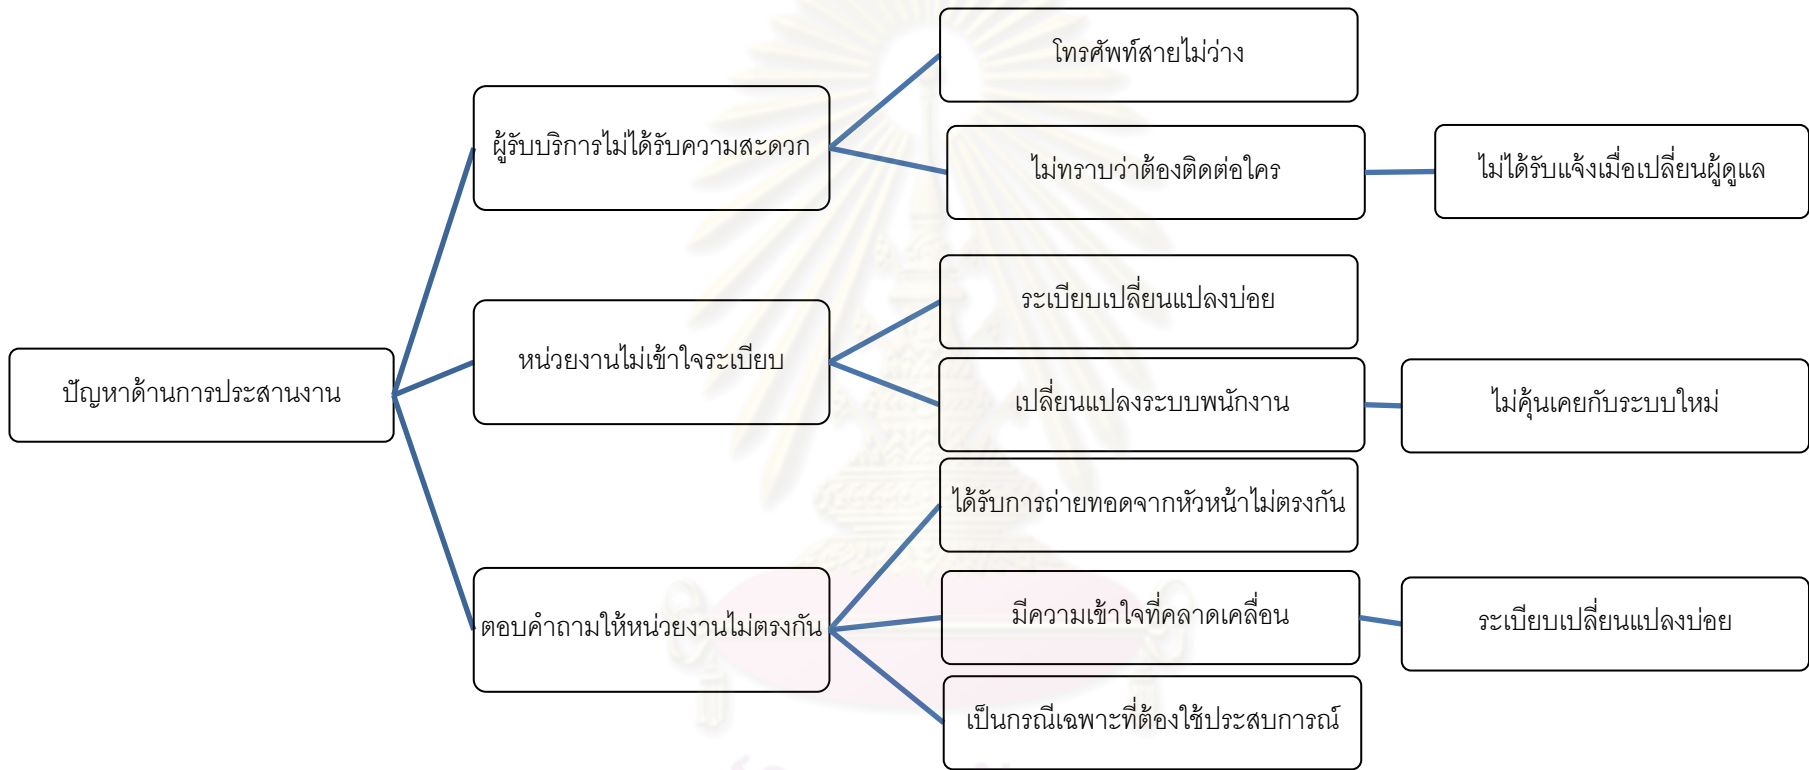 ปัญหาด้านการประสานงาน
ผู้รับบริการไม่ได้รับความสะดวก
โทรศัพท์สายไม่ว่าง
ไม่ทราบว่าต้องติดต่อใคร
ไม่ได้รับแจ้งเมื่อเปลี่ยนผู้ดูแล
หน่วยงานไม่เข้าใจระเบียบ
ระเบียบเปลี่ยนแปลงบ่อย
เปลี่ยนแปลงระบบพนักงาน
ไม่คุ้นเคยกับระบบใหม่
ตอบคำถามให้หน่วยงานไม่ตรงกัน
ได้รับการถ่ายทอดจากหัวหน้าไม่ตรงกัน
มีความเข้าใจที่คลาดเคลื่อน
ระเบียบเปลี่ยนแปลงบ่อย
เป็นกรณีเฉพาะที่ต้องใช้ประสบการณ์